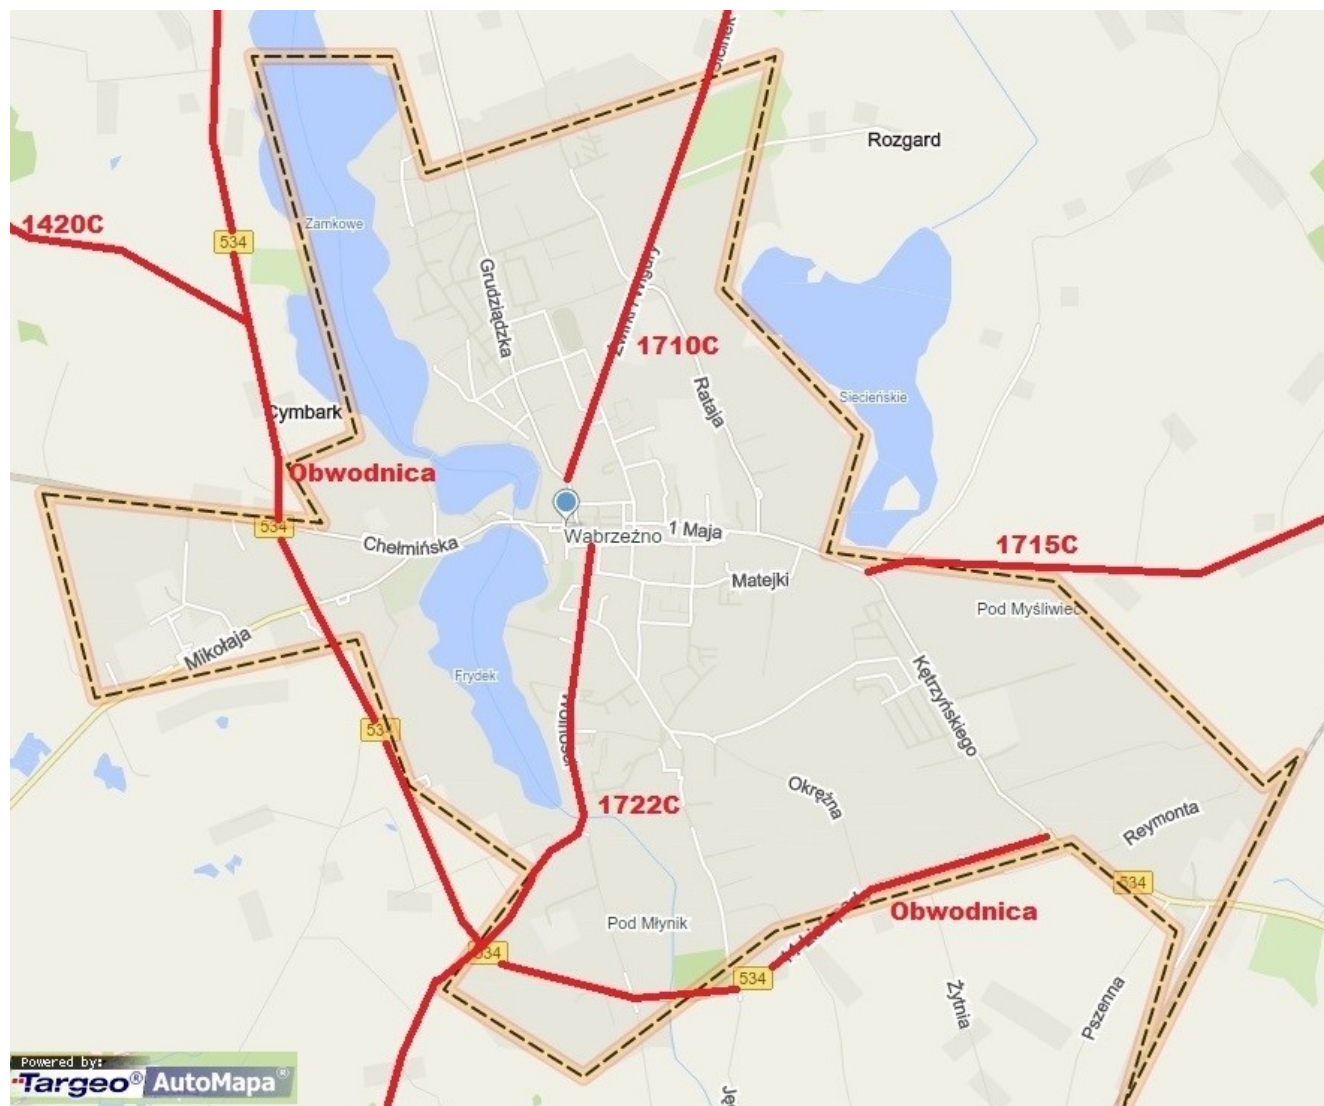 Rozgard
1420C
Zamkowe
534
Grudziądzka
1710C
Rataja
Siecieńskie
Cymbark
Obwodnica
534
Chełmińska
Wąbrzeźno
1 Maja
1715C
Matejki
Pod Myśliwiec
Mikołaja
Frydek
Kętrzyńskiego
534
Wolności
1722C
Okrężna
Reymonta
534
Obwodnica
Pod Młynik
534
534
Żytnia
Pszenna
Powered by:
Targeo® AutoMapa®